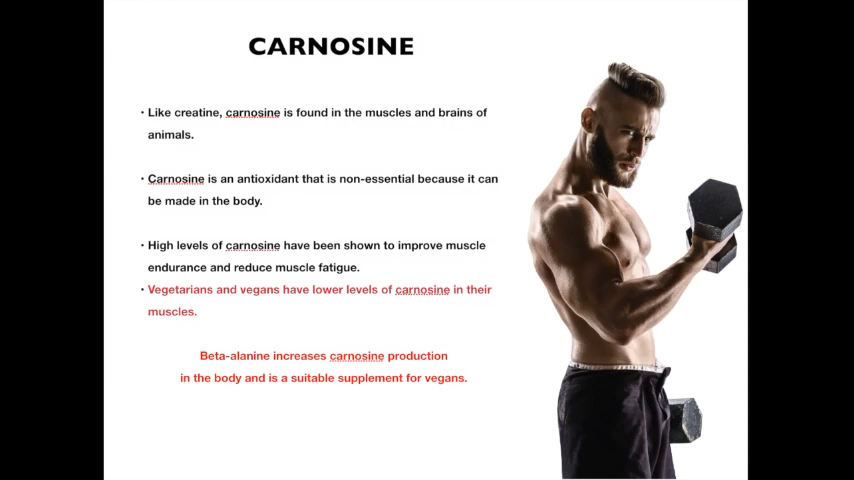 CARNOSINE
• Like creatine, carnosine is found in the muscles and brains of
animals.
• Carnosine is an antioxidant that is non-essential because it can
be made in the body.
• High levels of carnosine have been shown to improve muscle
endurance and reduce muscle fatigue.
• Vegetarians and vegans have lower levels of carnosine in their
muscles.
Beta-alanine increases carnosine production
in the body and is a suitable supplement for vegans.